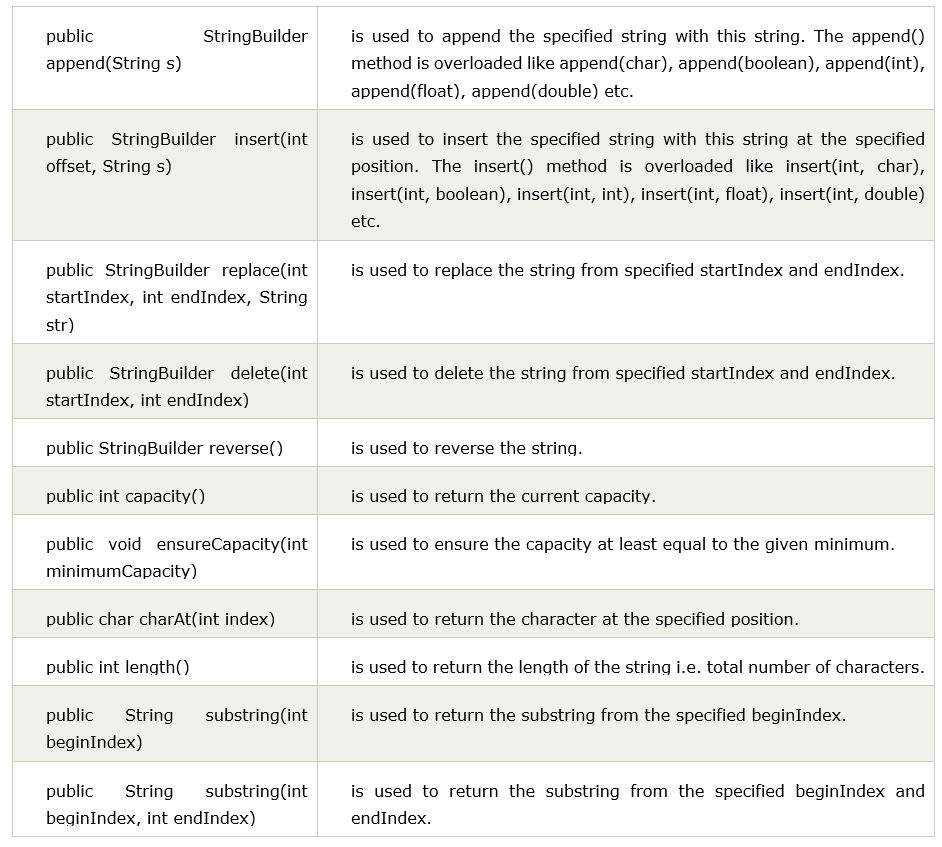 public StringBuilder
append(String s)
is used to append the specified string with this string. The append()
method is overloaded like append(char), append(boolean), append(int),
append(float), append(double) etc.
public StringBuilder insert(int
offset, String s)
is used to insert the specified string with this string at the specified
position. The insert() method is overloaded like insert(int, char),
insert(int, boolean), insert(int, int), insert(int, float), insert(int, double)
etc.
public StringBuilder replace(int
startIndex, int endIndex, String
str)
is used to replace the string from specified startIndex and endIndex.
public StringBuilder delete(int
startIndex, int endIndex)
is used to delete the string from specified startIndex and endIndex.
public StringBuilder reverse()
is used to reverse the string.
public int capacity()
is used to return the current capacity.
public void ensureCapacity(int
minimumCapacity)
is used to ensure the capacity at least equal to the given minimum.
public char charAt(int index)
is used to return the character at the specified position.
public int length()
is used to return the length of the string i.e. total number of characters.
public String substring(int
beginIndex)
is used to return the substring from the specified beginIndex.
public String substring(int
beginIndex, int endIndex)
is used to return the substring from the specified beginIndex and
endIndex.